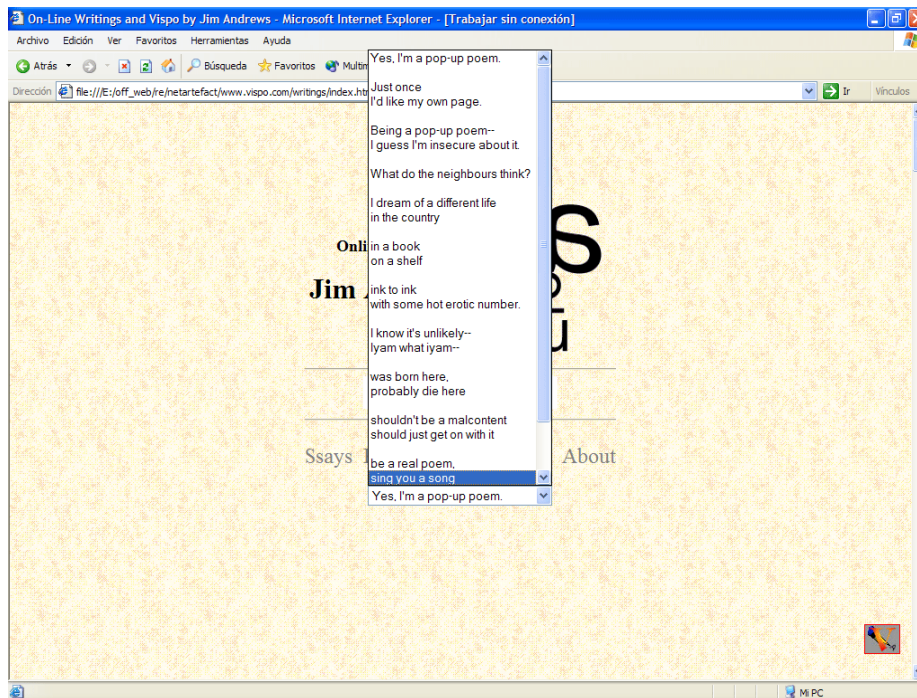 On-Line Writings and Vispo by Jim Andrews - Microsoft Internet Explorer - [Trabajar sin conexión]
Archivo Edición Ver Favoritos Herramientas Ayuda
Atrás Búsqueda Favoritos
Dirección file:///E:/off_web/re/netartefact/www.vispo.com/writings/index.ht Ir Vínculos
Yes, I'm a pop-up poem.
Just once
I'd like my own page.
Being a pop-up poem--
I guess I'm insecure about it.
What do the neighbours think?
I dream of a different life
in the country
in a book
on a shelf
ink to ink
with some hot erotic number.
I know it's unlikely--
Iyam what iyam--
was born here,
probably die here
shouldn't be a malcontent
should just get on with it
be a real poem,
sing you a song
Yes, I'm a pop-up poem.
Onli
Jim
Ssays About
Mi PC